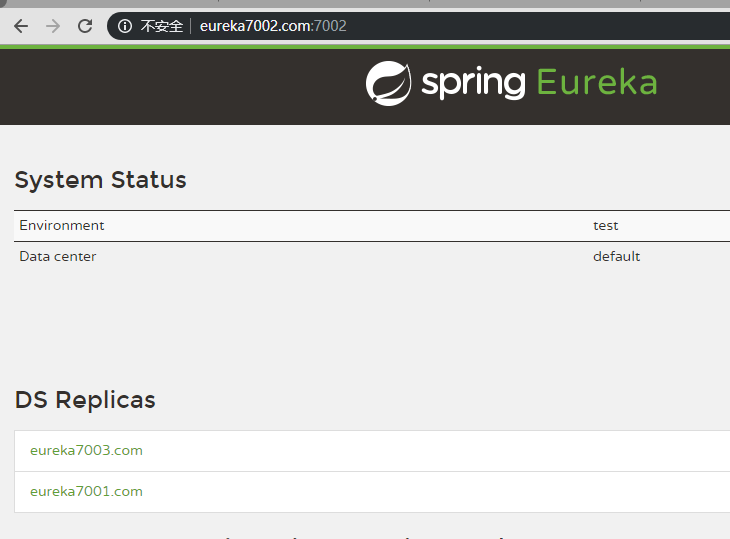 不安全 eureka7002.com:7002
spring Eureka
System Status
Environment test
Data center default
DS Replicas
eureka7003.com
eureka7001.com